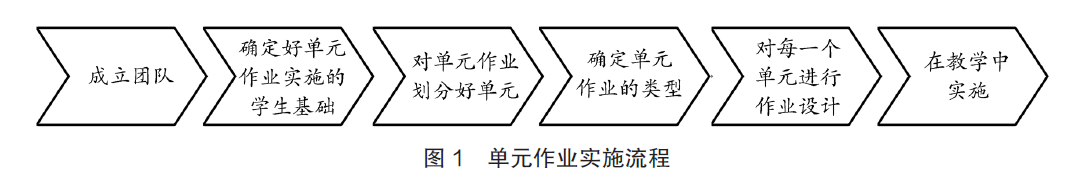 成立团队
确定好单元
作业实施的
学生基础
对单元作业
划分好单元
确定单元
作业的类型
对每一个
单元进行
作业设计
在教学中
实施
图 1 单元作业实施流程